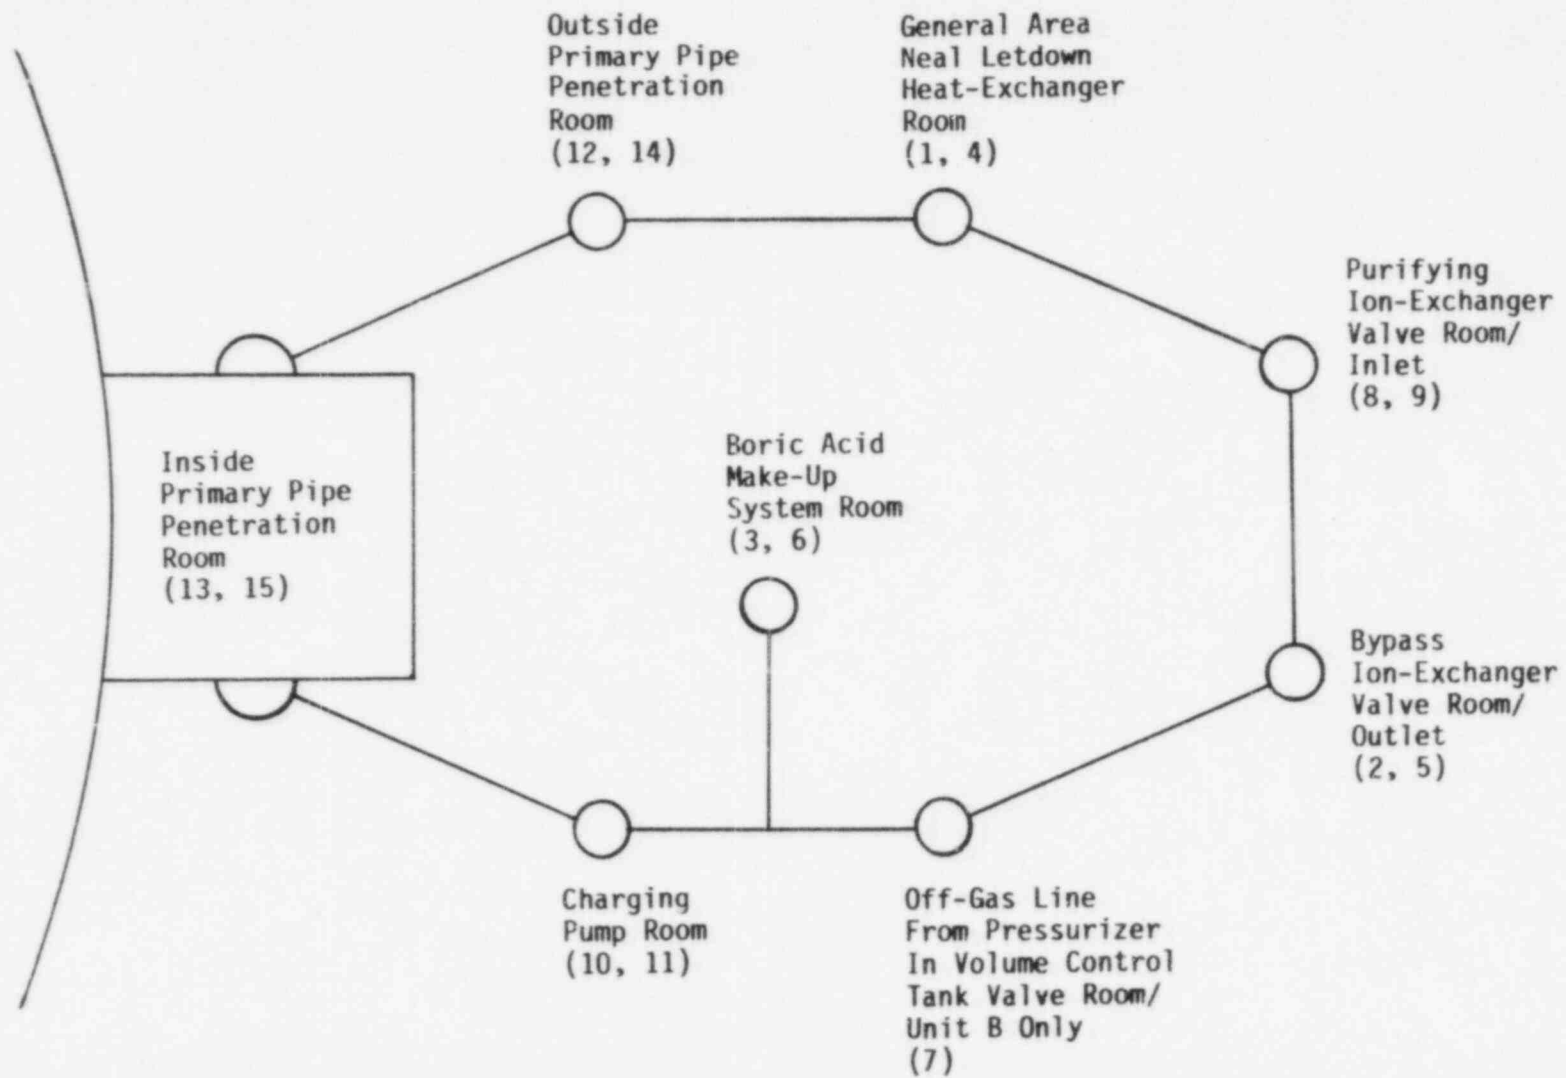 Outside
Primary Pipe
Penetration
Room
(12, 14)
General Area
Neal Letdown
Heat-Exchanger
Room
(1, 4)
Purifying
Ion-Exchanger
Valve Room/
Inlet
(8, 9)
Inside
Primary Pipe
Penetration
Room
(13, 15)
Boric Acid
Make-Up
System Room
(3, 6)
Bypass
Ion-Exchanger
Valve Room/
Outlet
(2, 5)
Charging
Pump Room
(10, 11)
Off-Gas Line
From Pressurizer
In Volume Control
Tank Valve Room/
Unit B Only
(7)